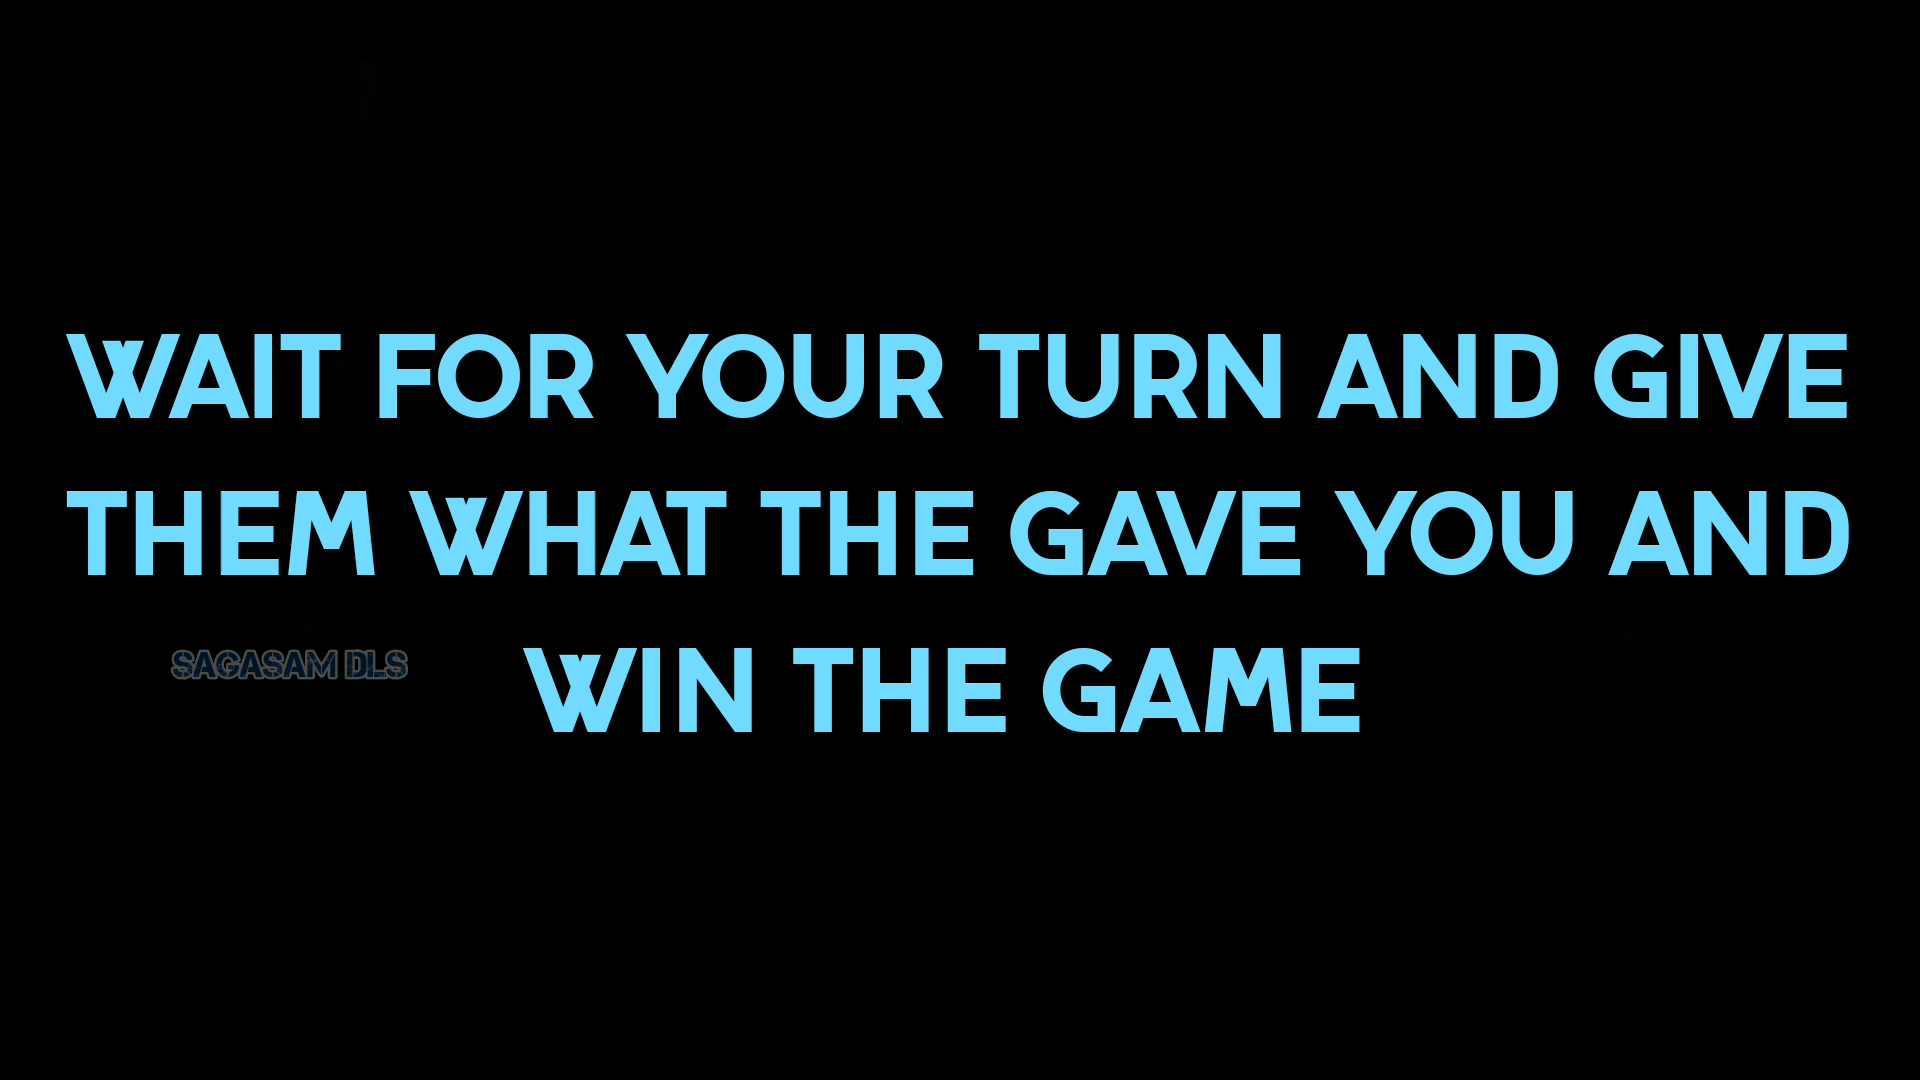 WAIT FOR YOUR TURN AND GIVE
THEM WHAT THE GAVE YOU AND
WIN THE GAME
SAGASAM DLS